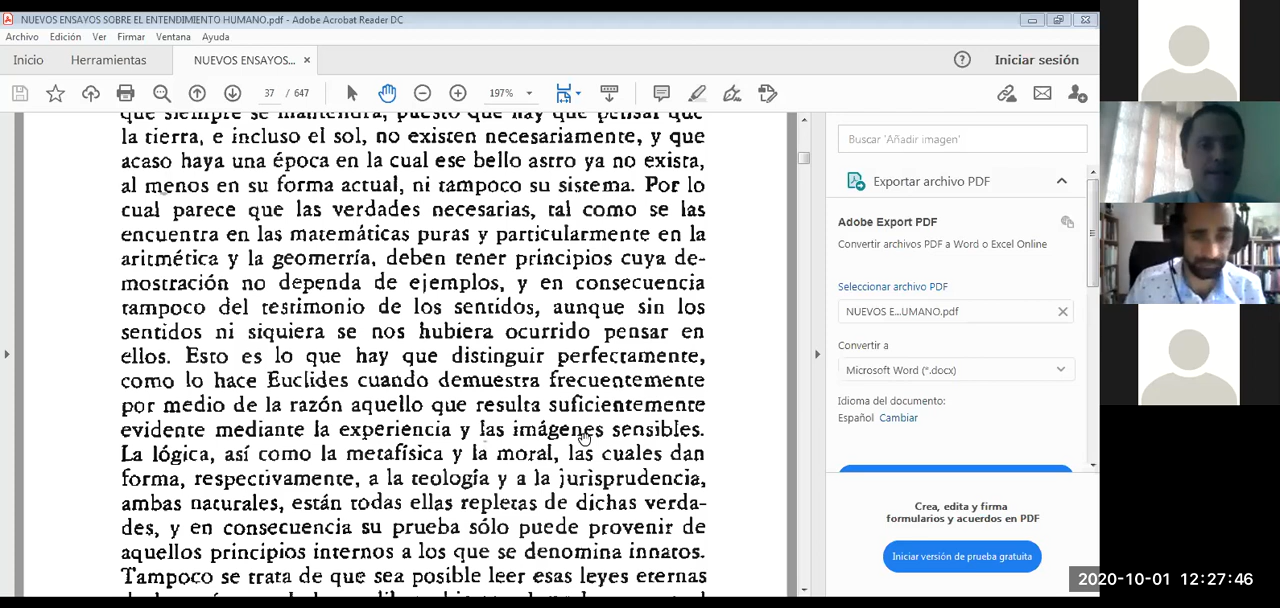 NUEVOS ENSAYOS SOBRE EL ENTENDIMIENTO HUMANO.pdf - Adobe Acrobat Reader DC
Archivo Edición Ver Firmar Ventana Ayuda
Inicio Herramientas NUEVOS ENSAYOS... × Iniciar sesión
37 / 647 197%
que siempre se mantendrá, puesto que hay que pensar que
la tierra, e incluso el sol, no existen necesariamente, y que
acaso haya una época en la cual ese bello astro ya no exista,
al menos en su forma actual, ni tampoco su sistema. Por lo
cual parece que las verdades necesarias, tal como se las
encuentra en las matemáticas puras y particularmente en la
aritmética y la geometría, deben tener principios cuya de-
mostración no dependa de ejemplos, y en consecuencia
tampoco del testimonio de los sentidos, aunque sin los
sentidos ni siquiera se nos hubiera ocurrido pensar en
ellos. Esto es lo que hay que distinguir perfectamente,
como lo hace Euclides cuando demuestra frecuentemente
por medio de la razón aquello que resulta suficientemente
evidente mediante la experiencia y las imágenes sensibles.
La lógica, así como la metafísica y la moral, las cuales dan
forma, respectivamente, a la teología y a la jurisprudencia,
ambas naturales, están todas ellas repletas de dichas verda-
des, y en consecuencia su prueba sólo puede provenir de
aquellos principios internos a los que se denomina innatos.
Tampoco se trata de que sea posible leer esas leyes eternas
Buscar 'Añadir imagen'
Exportar archivo PDF
Adobe Export PDF
Convertir archivos PDF a Word o Excel Online
Seleccionar archivo PDF
NUEVOS E...UMANO.pdf
Convertir a
Microsoft Word (*.docx)
Idioma del documento:
Español Cambiar
Crea, edita y firma
formularios y acuerdos en PDF
Iniciar versión de prueba gratuita
2020-10-01 12:27:46